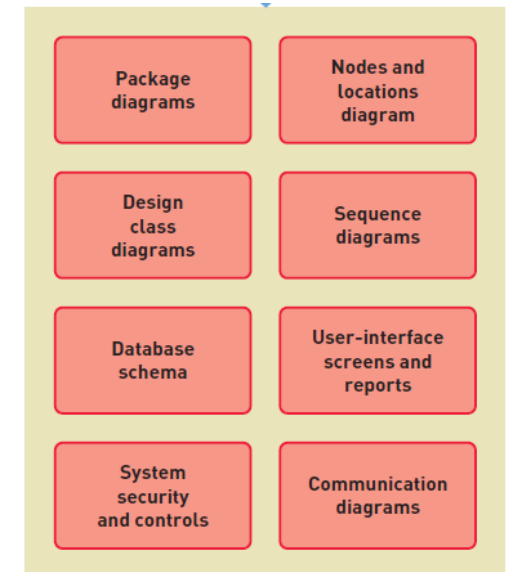 Package
diagrams
Nodes and
locations
diagram
Design
class
diagrams
Sequence
diagrams
Database
schema
User-interface
screens and
reports
System
security
and controls
Communication
diagrams